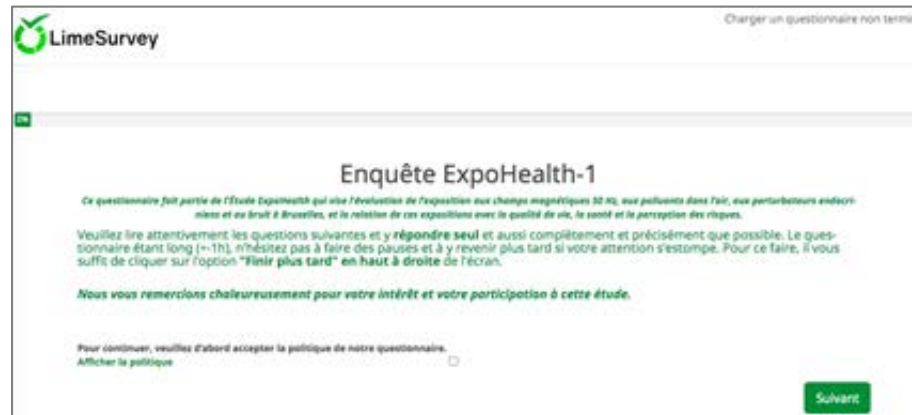 Charger un questionnaire non termi
LimeSurvey
0%
Enquête ExpoHealth-1
Ce questionnaire fait partie de l'Étude ExpoHealth qui vise l'évaluation de l'exposition aux champs magnétiques 50 Hz, aux polluants dans l'air, aux perturbateurs endocri-
niens et au bruit à Bruxelles, et la relation de ces expositions avec la qualité de vie, la santé et la perception des risques.
Veuillez lire attentivement les questions suivantes et y répondre seul et aussi complètement et précisément que possible. Le ques-
tionnaire étant long (+-1h), n'hésitez pas à faire des pauses et à y revenir plus tard si votre attention s'estompe. Pour ce faire, il vous
suffit de cliquer sur l'option "Finir plus tard" en haut à droite de l'écran.
Nous vous remercions chaleureusement pour votre intérêt et votre participation à cette étude.
Pour continuer, veuillez d'abord accepter la politique de notre questionnaire.
Afficher la politique
Suivant